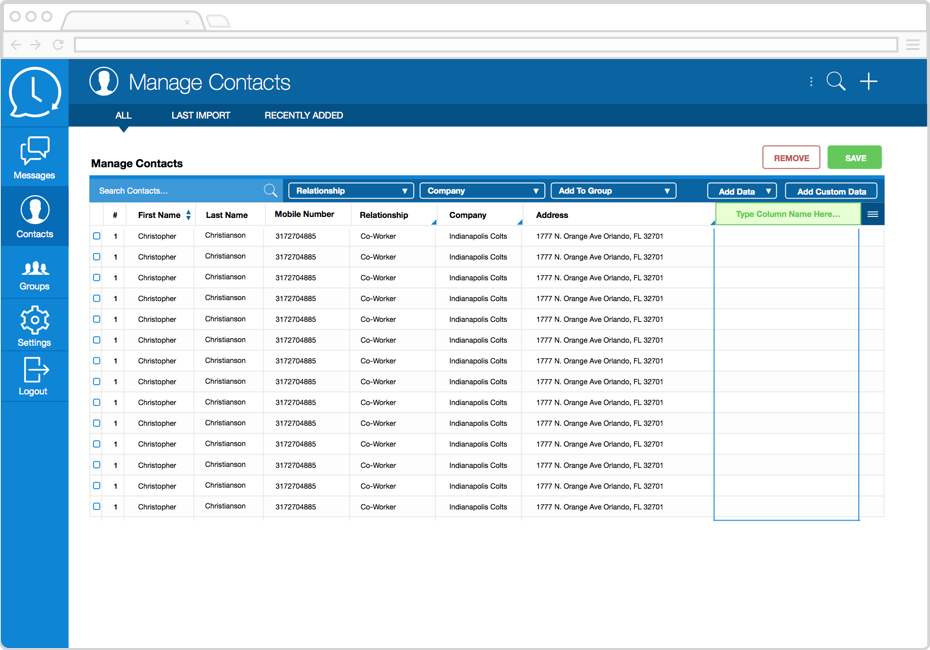 Manage Contacts
ALL LAST IMPORT RECENTLY ADDED
Messages
Contacts
Groups
Settings
Logout
Manage Contacts
REMOVE SAVE
Search Contacts... Relationship Company Add To Group Add Data Add Custom Data
# First Name Last Name Mobile Number Relationship Company Address Type Column Name Here...
1 Christopher Christianson 3172704885 Co-Worker Indianapolis Colts 1777 N. Orange Ave Orlando, FL 32701
1 Christopher Christianson 3172704885 Co-Worker Indianapolis Colts 1777 N. Orange Ave Orlando, FL 32701
1 Christopher Christianson 3172704885 Co-Worker Indianapolis Colts 1777 N. Orange Ave Orlando, FL 32701
1 Christopher Christianson 3172704885 Co-Worker Indianapolis Colts 1777 N. Orange Ave Orlando, FL 32701
1 Christopher Christianson 3172704885 Co-Worker Indianapolis Colts 1777 N. Orange Ave Orlando, FL 32701
1 Christopher Christianson 3172704885 Co-Worker Indianapolis Colts 1777 N. Orange Ave Orlando, FL 32701
1 Christopher Christianson 3172704885 Co-Worker Indianapolis Colts 1777 N. Orange Ave Orlando, FL 32701
1 Christopher Christianson 3172704885 Co-Worker Indianapolis Colts 1777 N. Orange Ave Orlando, FL 32701
1 Christopher Christianson 3172704885 Co-Worker Indianapolis Colts 1777 N. Orange Ave Orlando, FL 32701
1 Christopher Christianson 3172704885 Co-Worker Indianapolis Colts 1777 N. Orange Ave Orlando, FL 32701
1 Christopher Christianson 3172704885 Co-Worker Indianapolis Colts 1777 N. Orange Ave Orlando, FL 32701
1 Christopher Christianson 3172704885 Co-Worker Indianapolis Colts 1777 N. Orange Ave Orlando, FL 32701
1 Christopher Christianson 3172704885 Co-Worker Indianapolis Colts 1777 N. Orange Ave Orlando, FL 32701
1 Christopher Christianson 3172704885 Co-Worker Indianapolis Colts 1777 N. Orange Ave Orlando, FL 32701